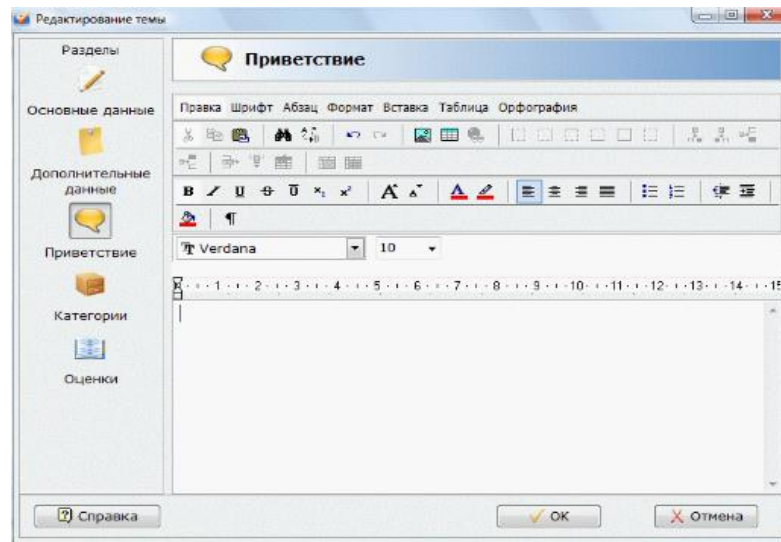 Редактирование темы
Разделы
Основные данные
Дополнительные
данные
Приветствие
Категории
Оценки
Приветствие
Правка Шрифт Абзац Формат Вставка Таблица Орфография
Verdana 10
1 2 3 4 5 6 7 8 9 10 11 12 13 14 15
Справка
OK
Отмена